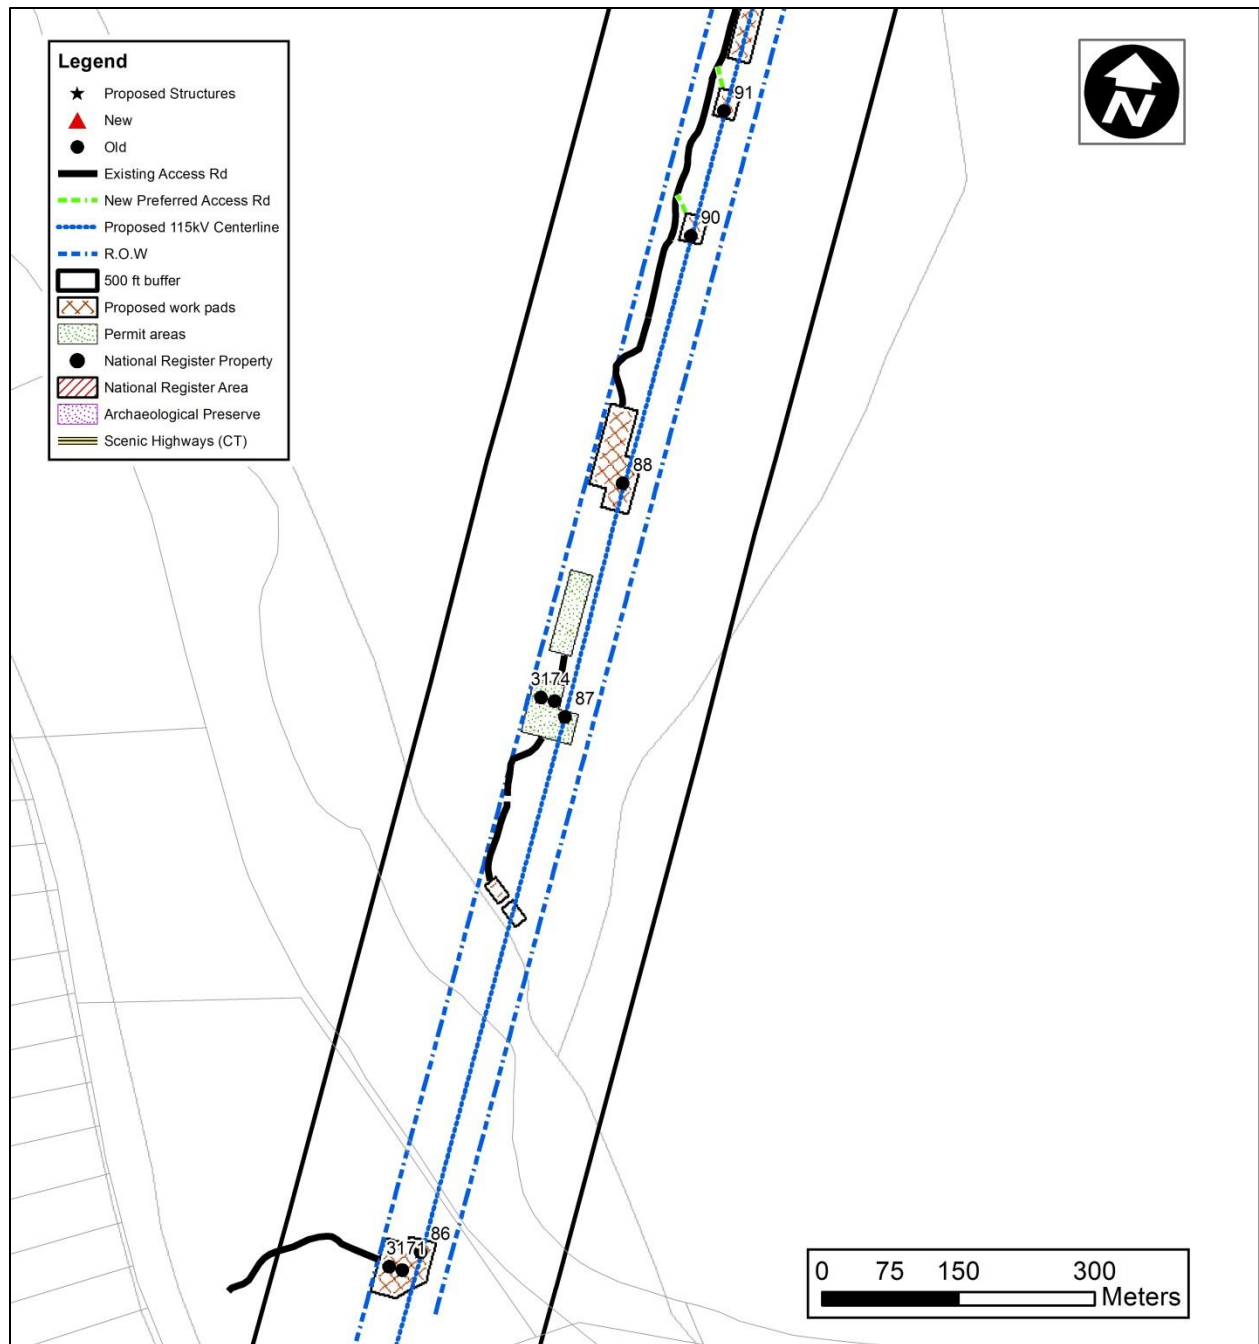 Legend
Proposed Structures
New
Old
Existing Access Rd
New Preferred Access Rd
Proposed 115kV Centerline
R.O.W
500 ft buffer
Proposed work pads
Permit areas
National Register Property
National Register Area
Archaeological Preserve
Scenic Highways (CT)
N
91
90
88
3174
87
86
3171
0 75 150 300
Meters